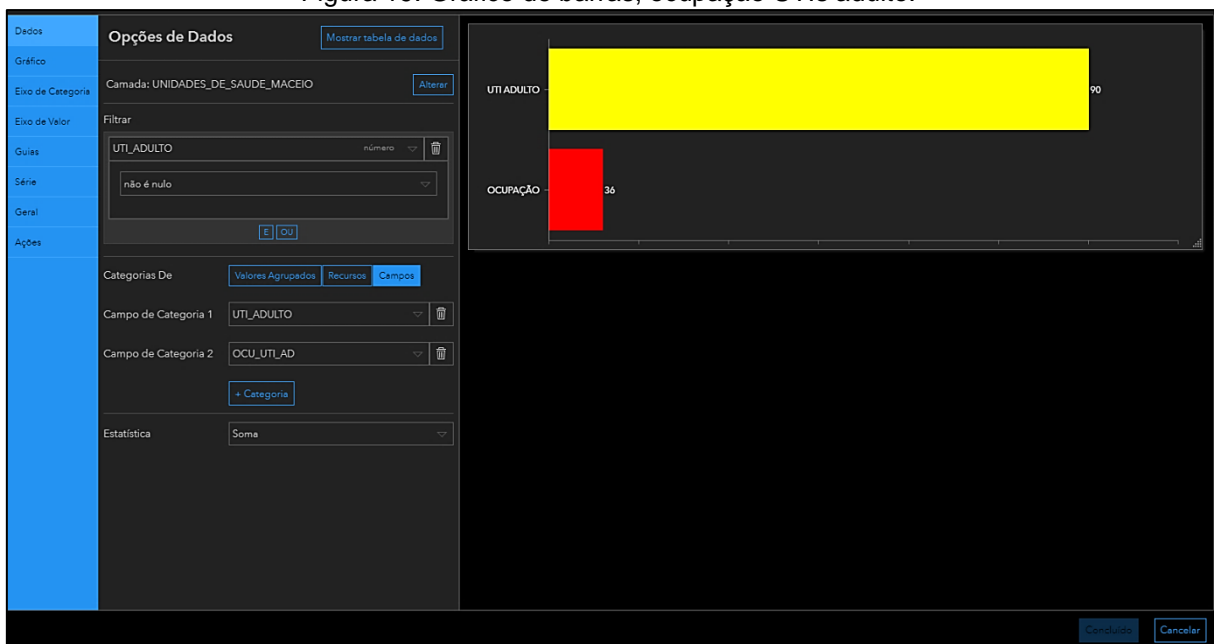 Figura 16: Gráfico de barras, ocupação UTIs adulto.
Dados
Gráfico
Eixo de Categoria
Eixo de Valor
Guias
Série
Geral
Ações
Opções de Dados
Mostrar tabela de dados
Camada: UNIDADES_DE_SAUDE_MACEIO
Alterar
Filtrar
UTI_ADULTO número
não é nulo
E OU
Categorias De Valores Agrupados Recursos Campos
Campo de Categoria 1 UTI_ADULTO
Campo de Categoria 2 OCU_UTI_AD
+ Categoria
Estatística Soma
UTI ADULTO 90
OCUPAÇÃO 36
Concluído Cancelar